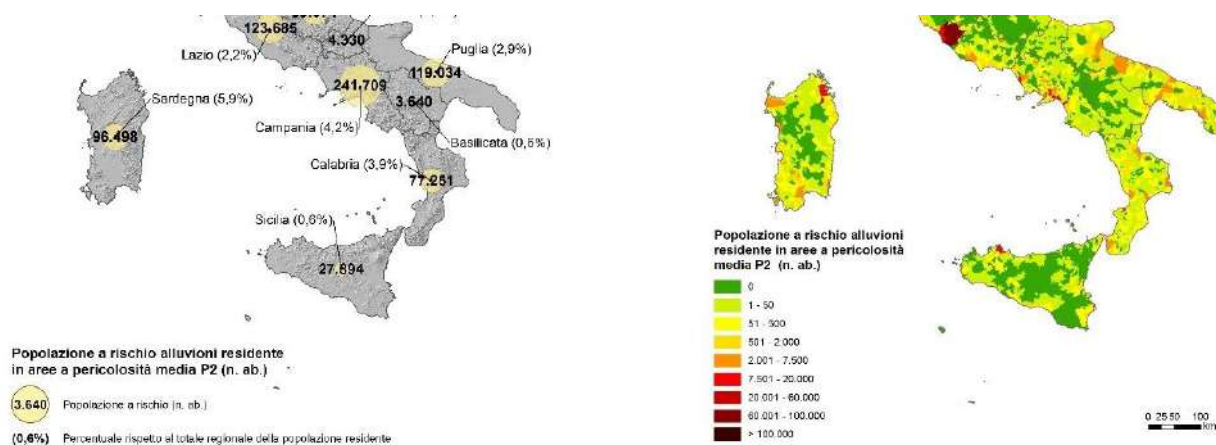 123.685
4.330
Lazio (2,2%)
Puglia (2,9%)
119.034
241.709
Sardegna (5,9%)
3.640
96.498
Campania (4,2%)
Basilicata (0,6%)
Calabria (3,9%)
77.251
Sicilia (0,6%)
27.894
Popolazione a rischio alluvioni residente
in aree a pericolosità media P2 (n. ab.)
3.640 Popolazione a rischio (n. ab.)
(0,6%) Percentuale rispetto al totale regionale della popolazione residente
Popolazione a rischio alluvioni
residente in aree a pericolosità
media P2 (n. ab.)
0
1 - 50
51 - 500
501 - 2.000
2.001 - 7.500
7.501 - 20.000
20.001 - 60.000
60.001 - 100.000
> 100.000
0 25 50 100
km